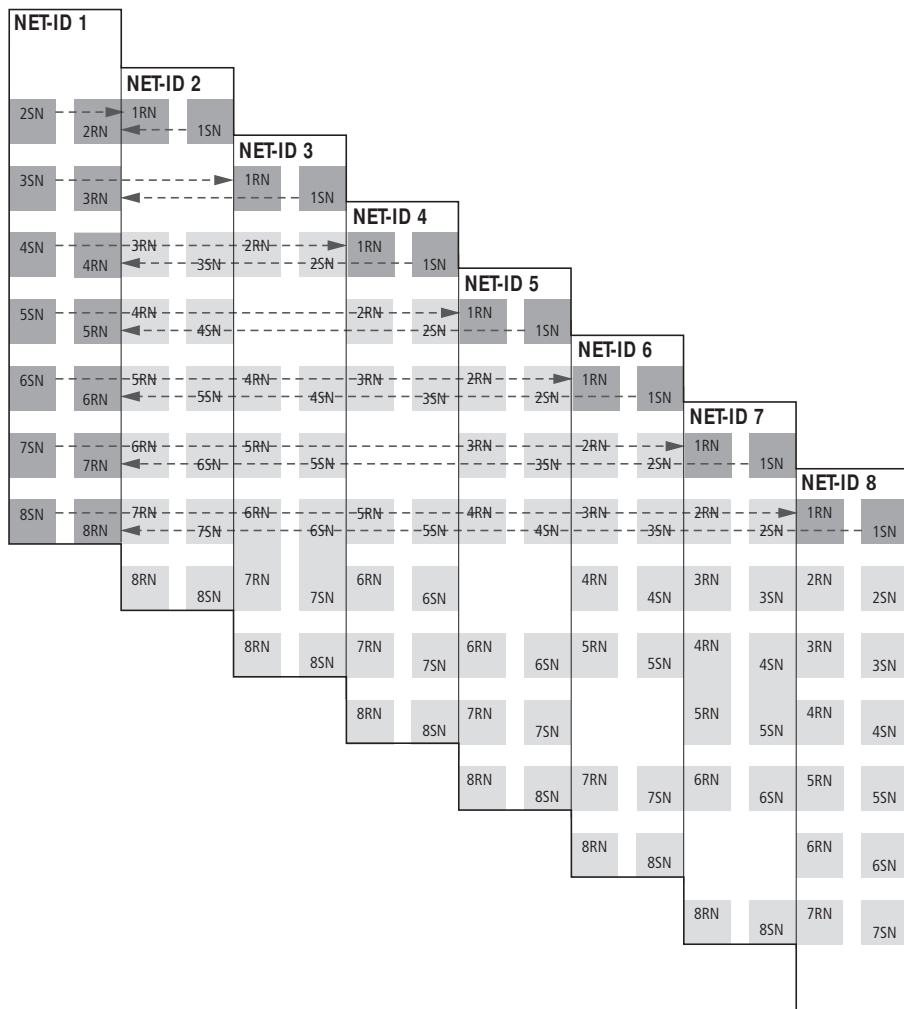 NET-ID 1
NET-ID 2
2SN 2RN 1RN 1SN
NET-ID 3
3SN 3RN 1RN 1SN
NET-ID 4
4SN 4RN 3RN 3SN 2RN 2SN 1RN 1SN
NET-ID 5
5SN 5RN 4RN 4SN 2RN 2SN 1RN 1SN
NET-ID 6
6SN 6RN 5RN 5SN 4RN 4SN 3RN 3SN 2RN 2SN 1RN 1SN
NET-ID 7
7SN 7RN 6RN 6SN 5RN 5SN 3RN 3SN 2RN 2SN 1RN 1SN
NET-ID 8
8SN 8RN 7RN 7SN 6RN 6SN 5RN 5SN 4RN 4SN 3RN 3SN 2RN 2SN 1RN 1SN
8RN 8SN 7RN 7SN 6RN 6SN 4RN 4SN 3RN 3SN 2RN 2SN
8RN 8SN 7RN 7SN 6RN 6SN 5RN 5SN 4RN 4SN 3RN 3SN
8RN 8SN 7RN 7SN 5RN 5SN 4RN 4SN
8RN 8SN 7RN 7SN 6RN 6SN 5RN 5SN
8RN 8SN 6RN 6SN
8RN 8SN 7RN 7SN